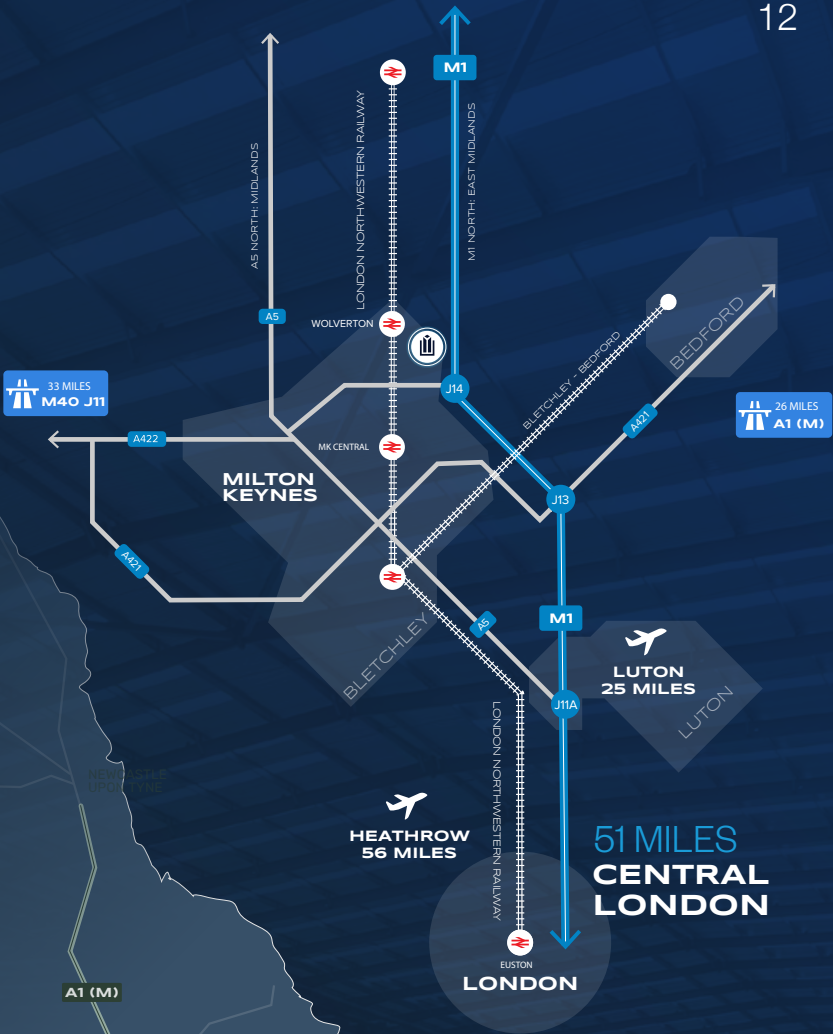 12
M1
A5 NORTH: MIDLANDS
LONDON NORTHWESTERN RAILWAY
M1 NORTH: EAST MIDLANDS
A5
WOLVERTON
BEDFORD
BLETCHLEY - BEDFORD
J14
33 MILES
M40 J11
26 MILES
A1 (M)
A421
A422
MK CENTRAL
MILTON
KEYNES
J13
A421
M1
A5
BLETCHLEY
LUTON
25 MILES
J11A
LUTON
LONDON NORTHWESTERN RAILWAY
NEWCASTLE
UPON TYNE
HEATHROW
56 MILES
51 MILES
CENTRAL
LONDON
EUSTON
LONDON
A1 (M)